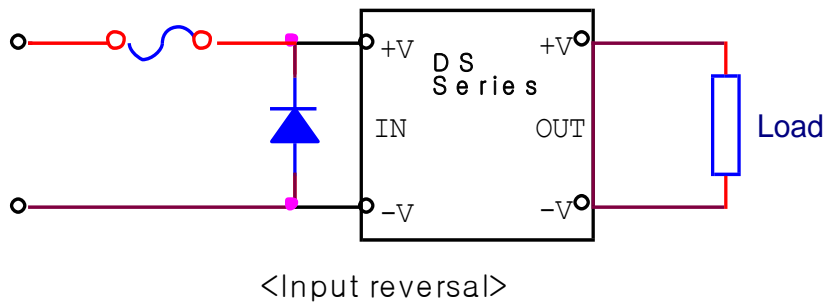 +V
+V
DS
Series
IN
OUT
Load
-V
-V
<Input reversal>